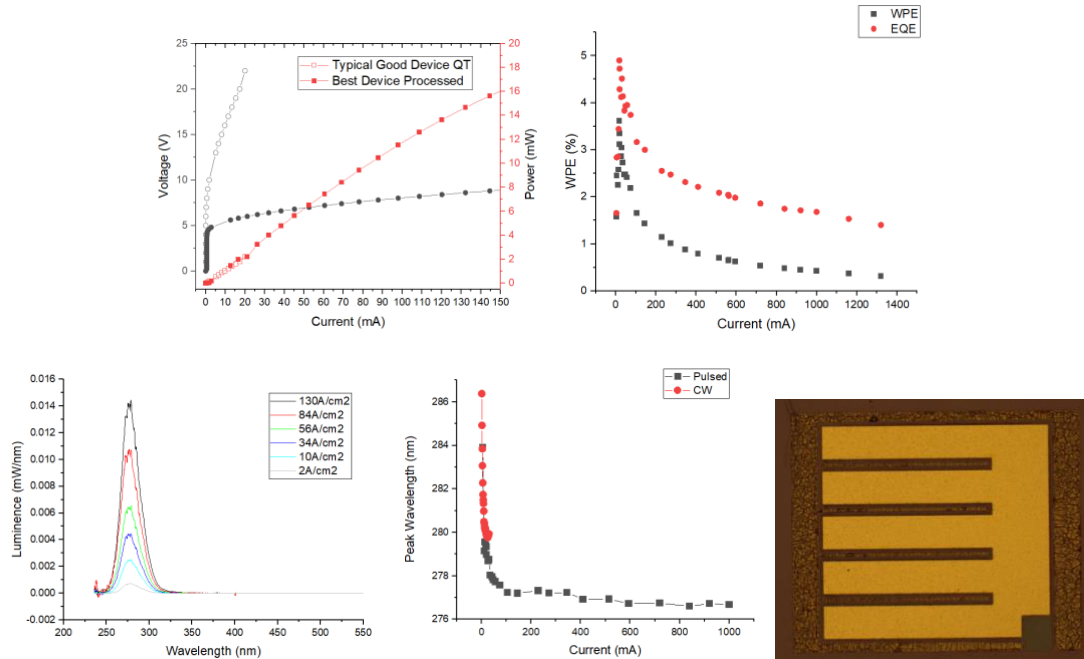 Typical Good Device QT
Best Device Processed
Voltage (V)
25
20
15
10
5
0
Power (mW)
20
18
16
14
12
10
8
6
4
2
0
0 10 20 30 40 50 60 70 80 90 100 110 120 130 140 150
Current (mA)
WPE
EQE
WPE (%)
5
4
3
2
1
0
0 200 400 600 800 1000 1200 1400
Current (mA)
Luminence (mW/nm)
0.016
0.014
0.012
0.010
0.008
0.006
0.004
0.002
0.000
-0.002
130A/cm2
84A/cm2
56A/cm2
34A/cm2
10A/cm2
2A/cm2
200 250 300 350 400 450 500 550
Wavelength (nm)
Pulsed
CW
Peak Wavelength (nm)
286
284
282
280
278
276
0 200 400 600 800 1000
Current (mA)